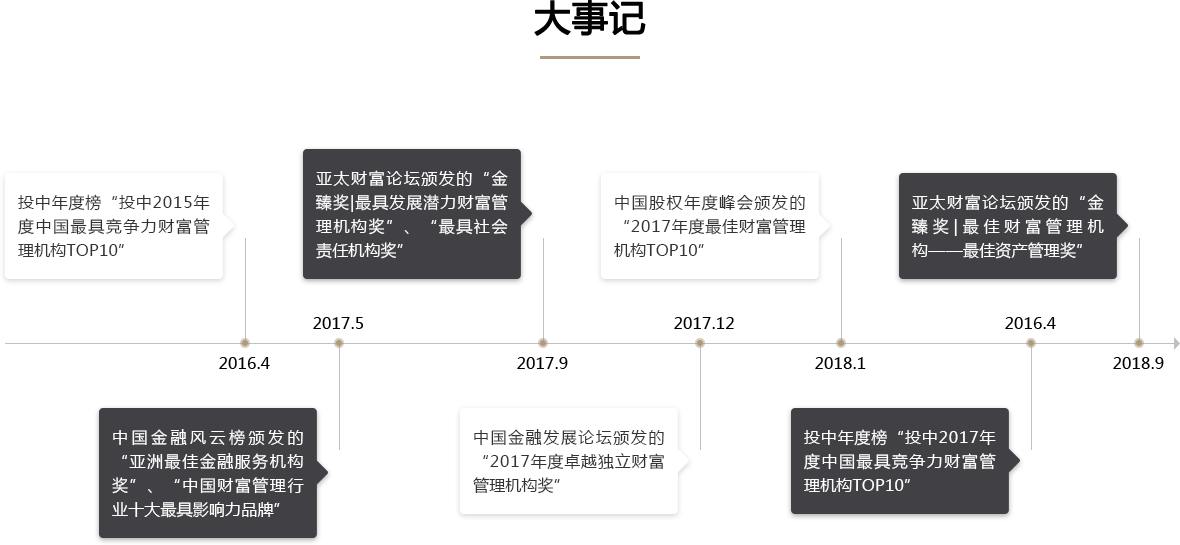 大事记
投中年度榜“投中2015年
度中国最具竞争力财富管
理机构TOP10”
亚太财富论坛颁发的“金
臻奖|最具发展潜力财富管
理机构奖”、“最具社会
责任机构奖”
中国股权年度峰会颁发的
“2017年度最佳财富管理
机构TOP10”
亚太财富论坛颁发的“金
臻奖|最佳财富管理机
构——最佳资产管理奖”
2017.5
2017.12
2016.4
2016.4
2017.9
2018.1
2018.9
中国金融风云榜颁发的
“亚洲最佳金融服务机构
奖”、“中国财富管理行
业十大最具影响力品牌”
中国金融发展论坛颁发的
“2017年度卓越独立财富
管理机构奖”
投中年度榜“投中2017年
度中国最具竞争力财富管
理机构TOP10”